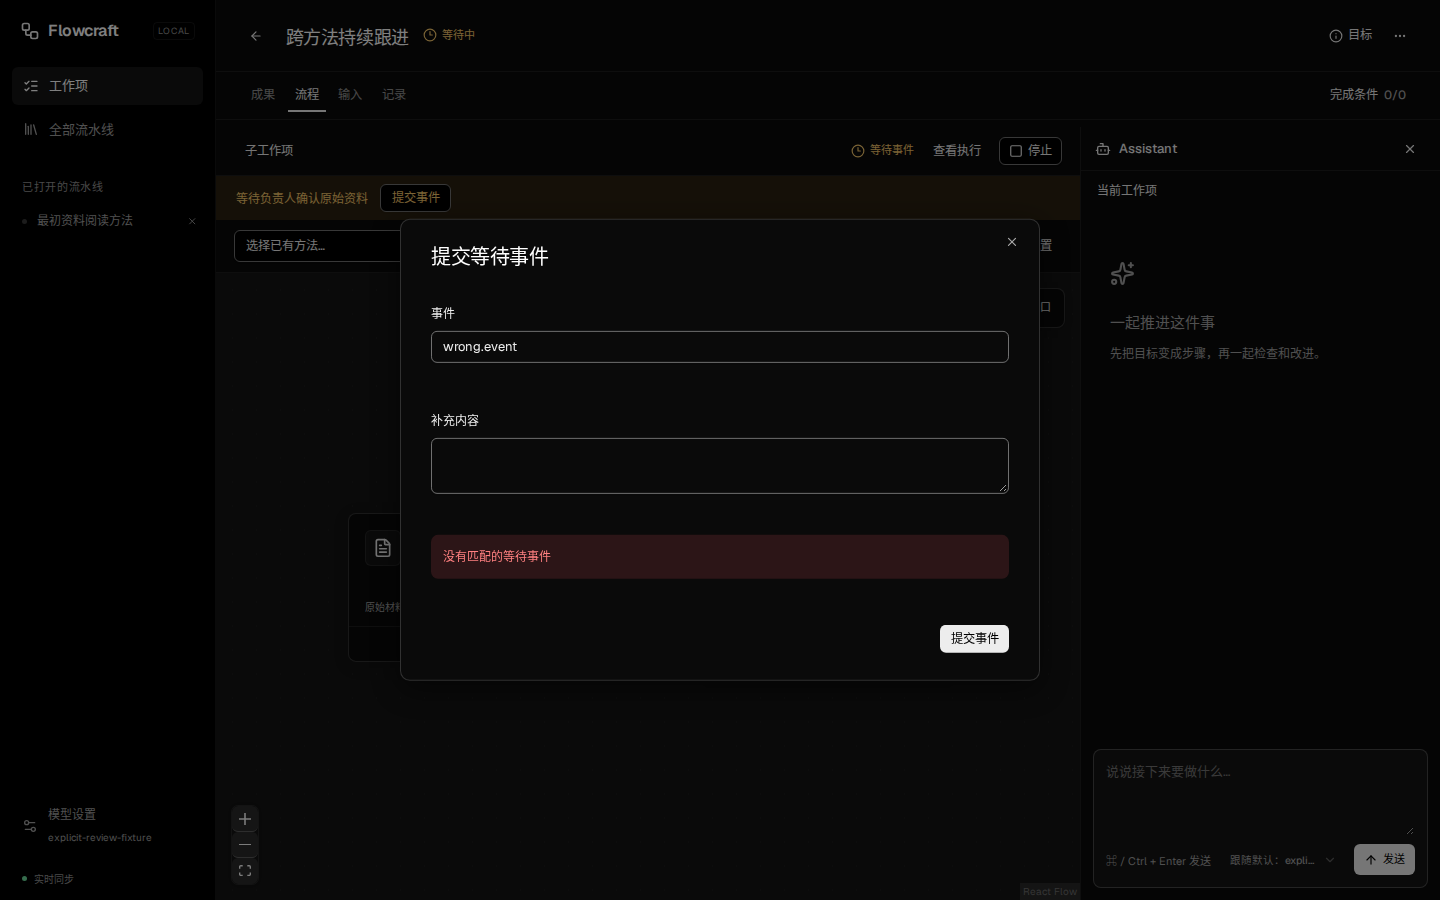 Flowcraft
LOCAL
工作项
全部流水线
已打开的流水线
最初资料阅读方法
模型设置
explicit-review-fixture
实时同步
跨方法持续跟进
等待中
目标
成果
流程
输入
记录
完成条件 0/0
子工作项
等待事件
查看执行
停止
等待负责人确认原始资料
提交事件
选择已有方法...
置
口
原始材料
提交等待事件
事件
wrong.event
补充内容
没有匹配的等待事件
提交事件
React Flow
Assistant
当前工作项
一起推进这件事
先把目标变成步骤，再一起检查和改进。
说说接下来要做什么...
⌘ / Ctrl + Enter 发送
跟随默认：expli...
发送